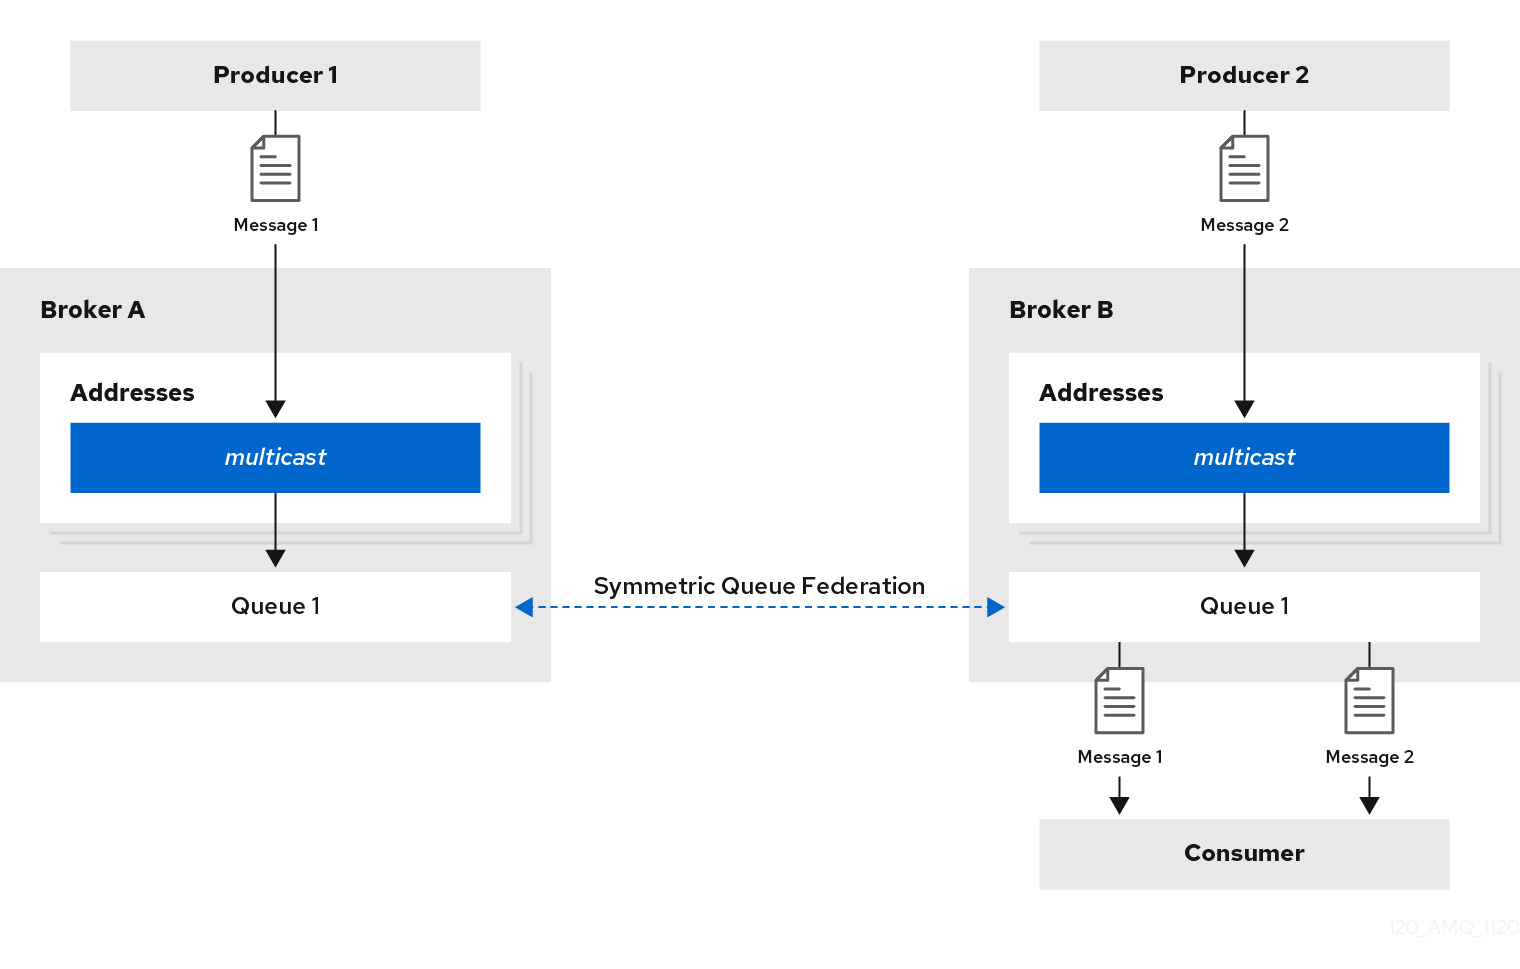 Producer 1
Producer 2
Message 1
Message 2
Broker A
Broker B
Addresses
Addresses
multicast
multicast
Symmetric Queue Federation
Queue 1
Queue 1
Message 1
Message 2
Consumer
120_AMQ_1120